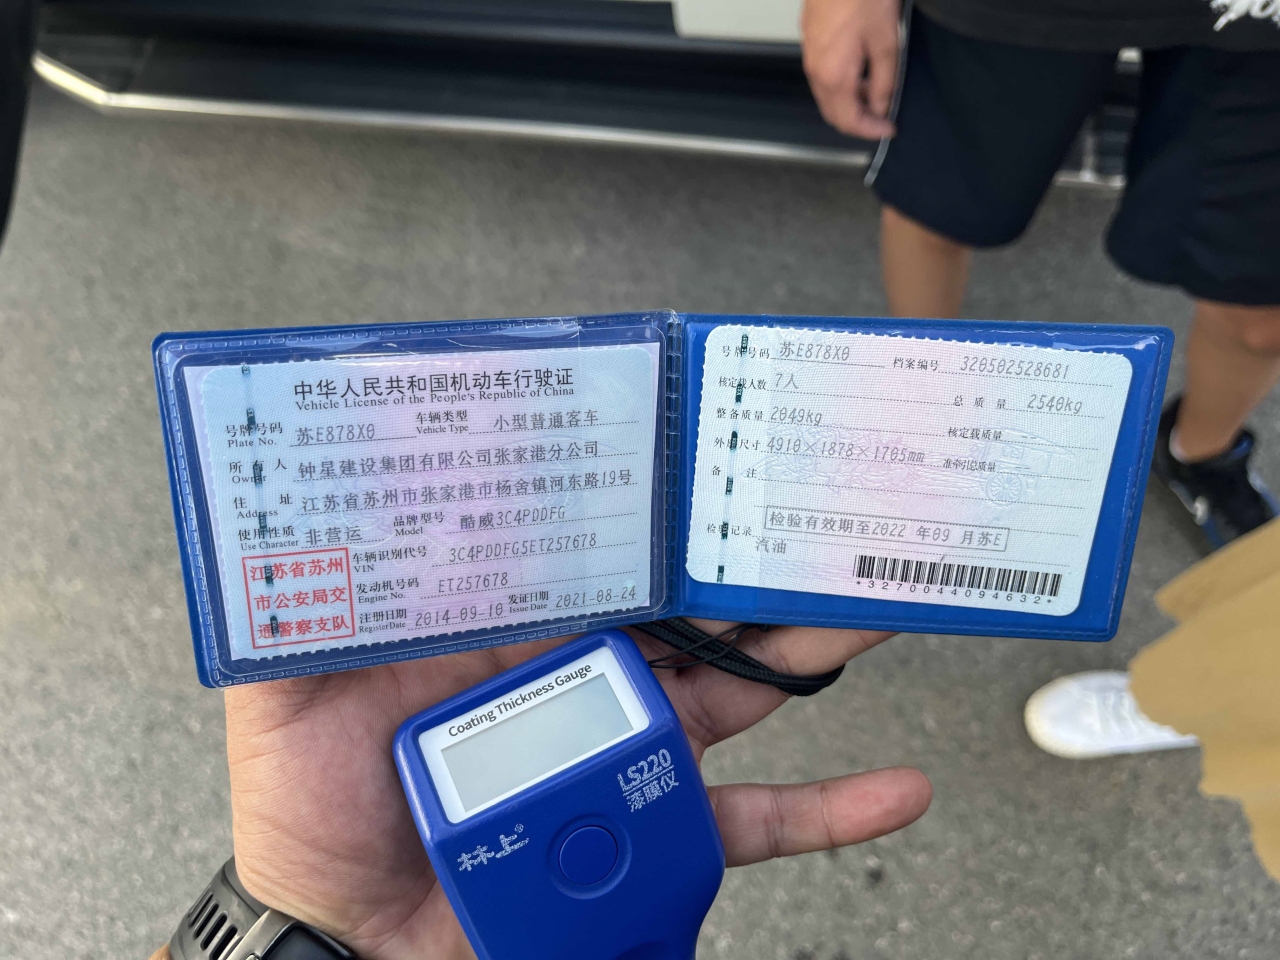 中华人民共和国机动车行驶证
Vehicle License of the People's Republic of China
号牌号码 苏E878X0 车辆类型 小型普通客车
Plate No. Vehicle Type
所有人 钟星建设集团有限公司张家港分公司
Owner
住址 江苏省苏州市张家港市杨舍镇河东路19号
Address
使用性质 非营运 品牌型号 酷威3C4PDDFG
Use Character Model
江苏省苏州
市公安局交
通警察支队
车辆识别代号 3C4PDDFG5ET257678
VIN
发动机号码 ET257678
Engine No.
注册日期 2014-09-10 发证日期 2021-08-24
Register Date Issue Date
号牌号码 苏E878X0 档案编号 320502528681
核定载人数 7人 总质量 2540kg
整备质量 2049kg 核定载质量 --
外廓尺寸 4910×1878×1705mm 准牵引总质量
备注
检验有效期至2022年09月苏E
检验记录
汽油
*3270044094632*
Coating Thickness Gauge
LS220
漆膜仪
林上®